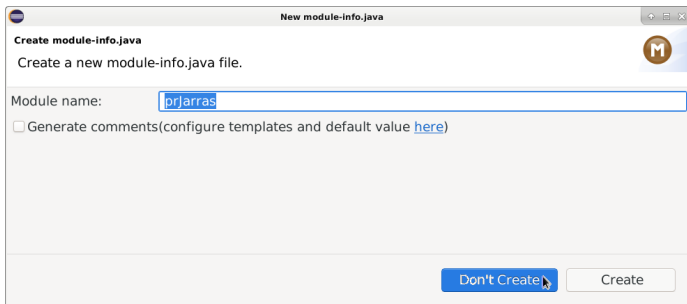 New module-info.java
Create module-info.java
Create a new module-info.java file.
M
Module name: prJarras
Generate comments(configure templates and default value here)
Don't Create Create